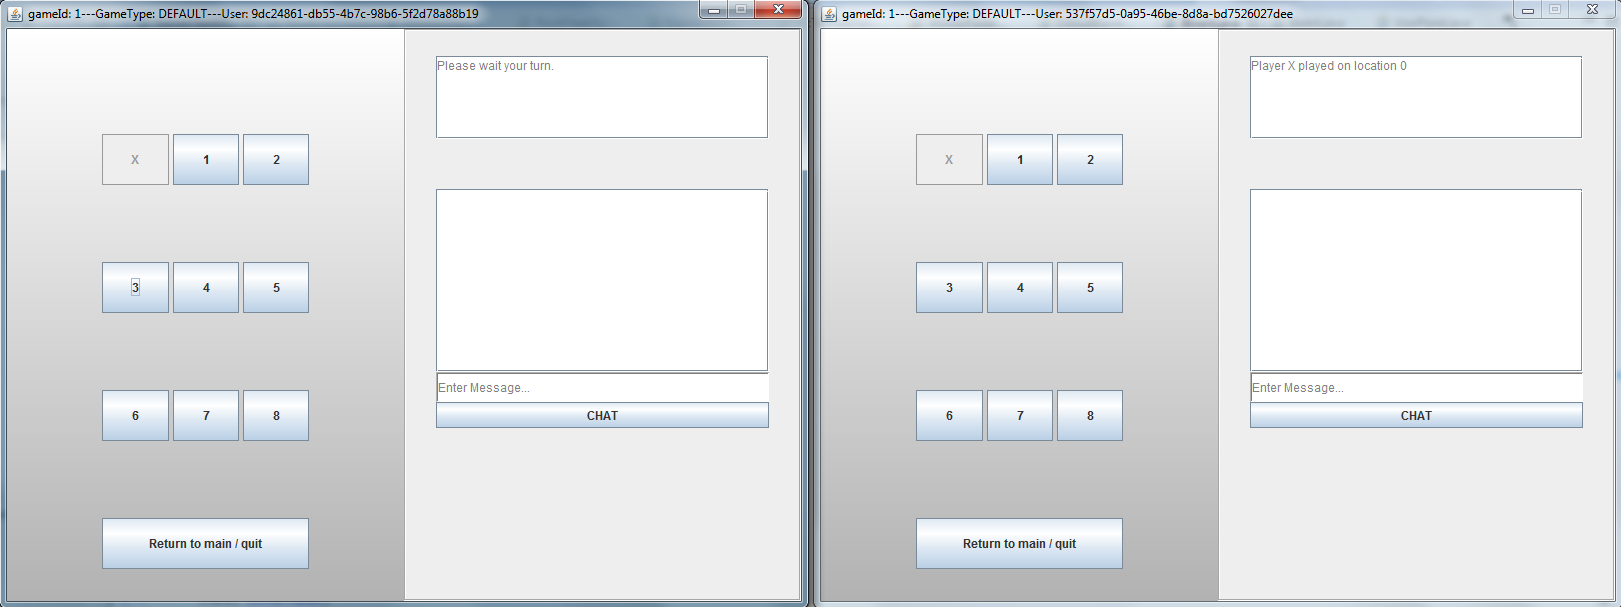 gameId: 1---GameType: DEFAULT---User: 9dc24861-db55-4b7c-98b6-5f2d78a88b19
Please wait your turn.
X 1 2
3 4 5
6 7 8
Enter Message...
CHAT
Return to main / quit
gameId: 1---GameType: DEFAULT---User: 537f57d5-0a95-46be-8d8a-bd7526027dee
Player X played on location 0
X 1 2
3 4 5
6 7 8
Enter Message...
CHAT
Return to main / quit